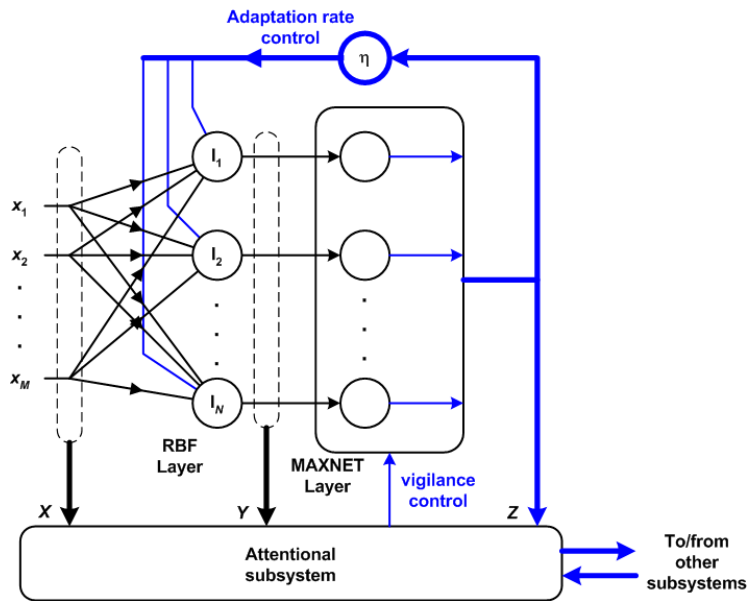 Adaptation rate
control
η
I1
x1
I2
x2
.
.
.
.
.
.
.
.
.
xM
IN
RBF
Layer
MAXNET
Layer
vigilance
control
X
Y
Z
Attentional
subsystem
To/from
other
subsystems